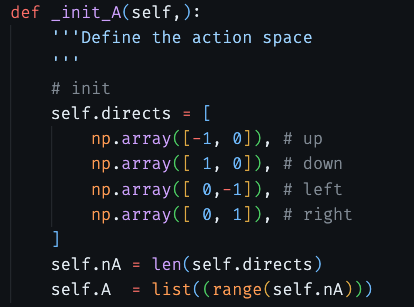 def _init_A(self,):
    '''Define the action space
    '''
    # init
    self.directs = [
        np.array([-1, 0]), # up
        np.array([ 1, 0]), # down
        np.array([ 0,-1]), # left
        np.array([ 0, 1]), # right
    ]
    self.nA = len(self.directs)
    self.A  = list((range(self.nA)))